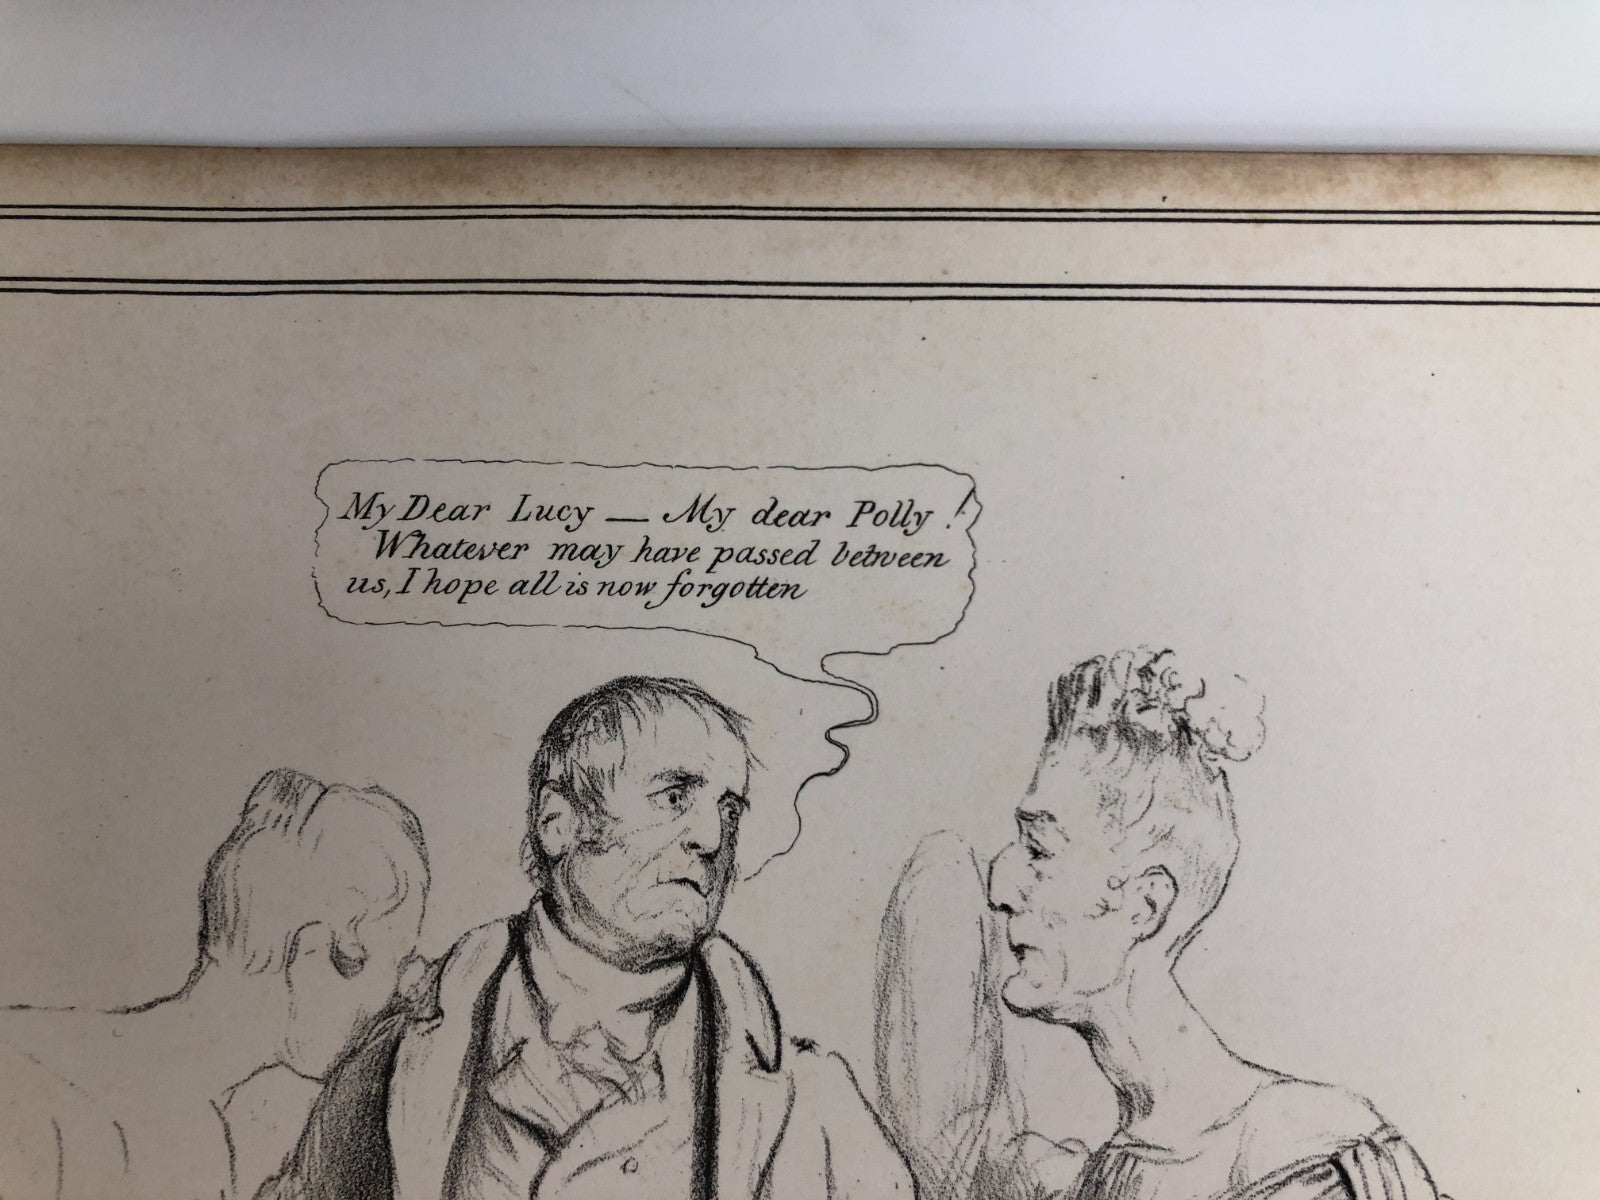 My Dear Lucy — My dear Polly!
Whatever may have passed between
us, I hope all is now forgotten